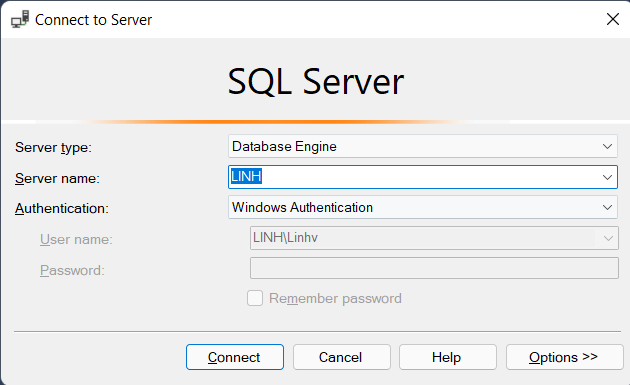 Connect to Server
SQL Server
Server type: Database Engine
Server name: LINH
Authentication: Windows Authentication
User name: LINH\Linhv
Password:
Remember password
Connect Cancel Help Options >>